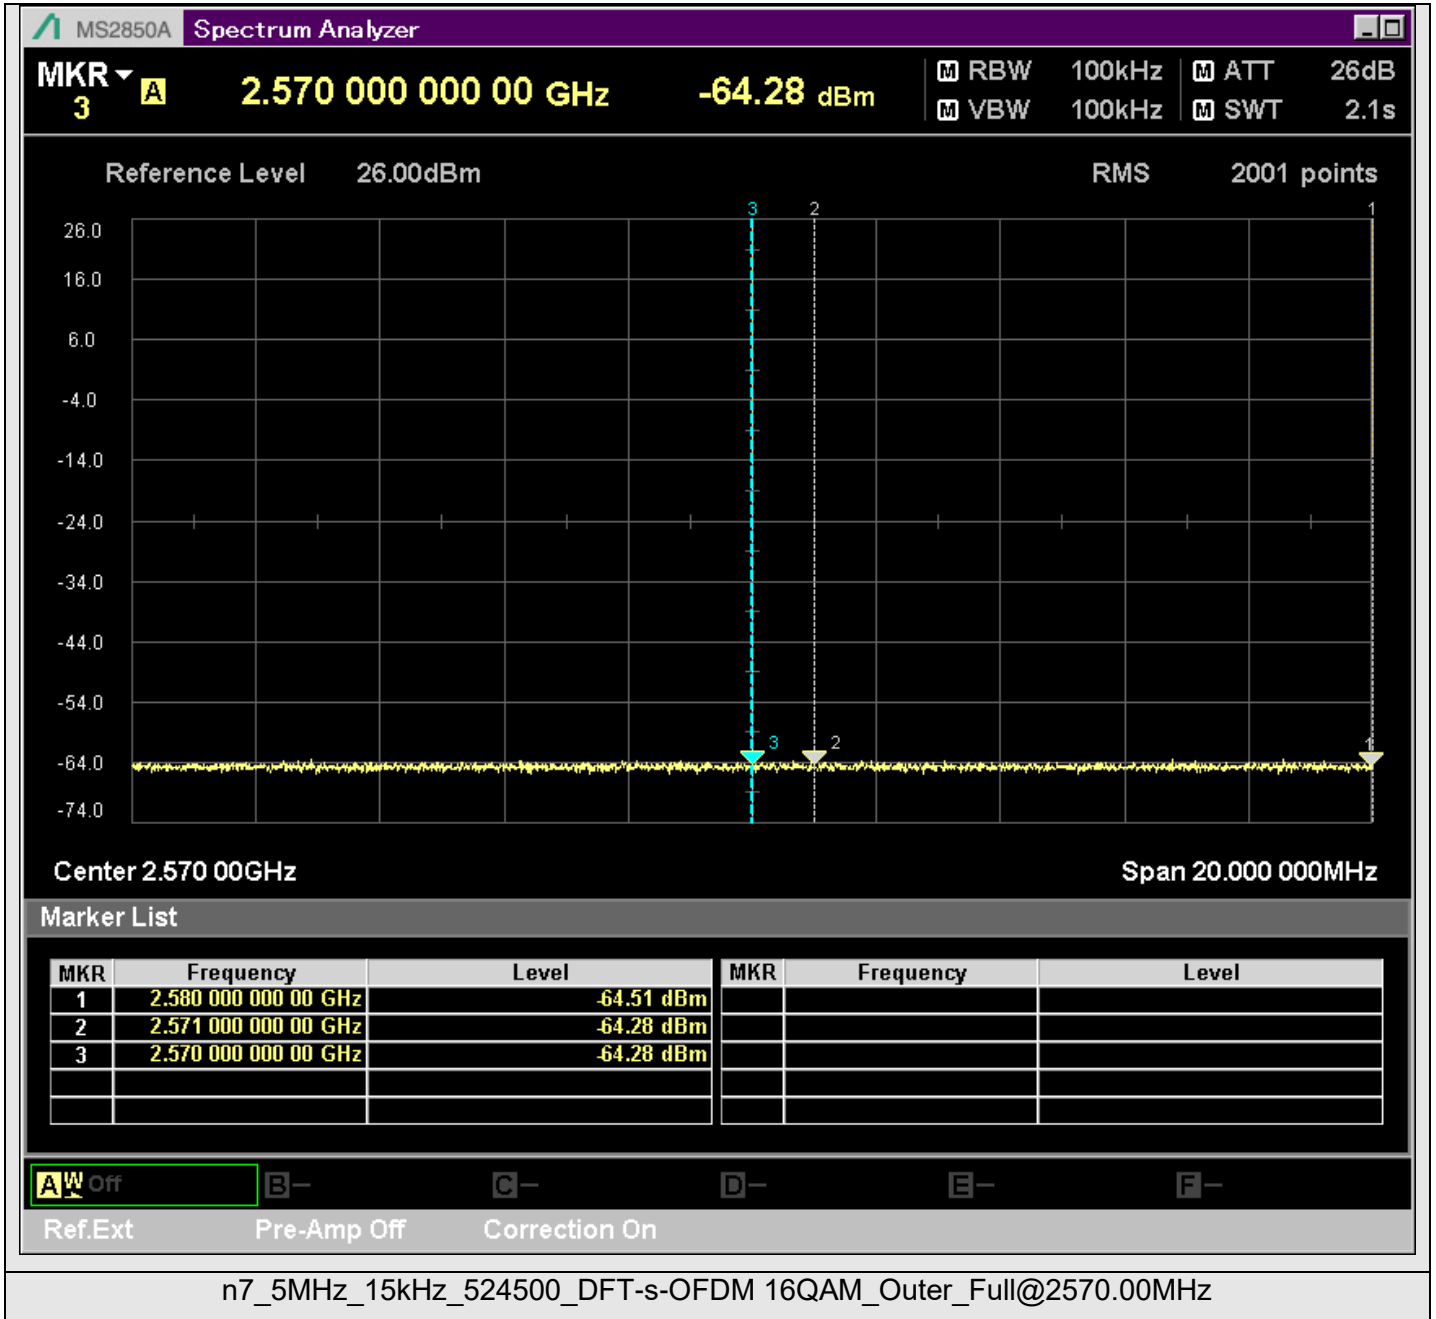 MS2850A Spectrum Analyzer
MKR A 2.570 000 000 00 GHz -64.28 dBm M RBW 100kHz M ATT 26dB
3 M VBW 100kHz M SWT 2.1s
Reference Level 26.00dBm RMS 2001 points
3 2 1
26.0
16.0
6.0
-4.0
-14.0
-24.0
-34.0
-44.0
-54.0
3 2 1
-64.0
-74.0
Center 2.570 00GHz Span 20.000 000MHz
Marker List
MKR Frequency Level MKR Frequency Level
1 2.580 000 000 00 GHz -64.51 dBm
2 2.571 000 000 00 GHz -64.28 dBm
3 2.570 000 000 00 GHz -64.28 dBm
A W Off B – C – D – E – F –
Ref.Ext Pre-Amp Off Correction On
n7_5MHz_15kHz_524500_DFT-s-OFDM 16QAM_Outer_Full@2570.00MHz